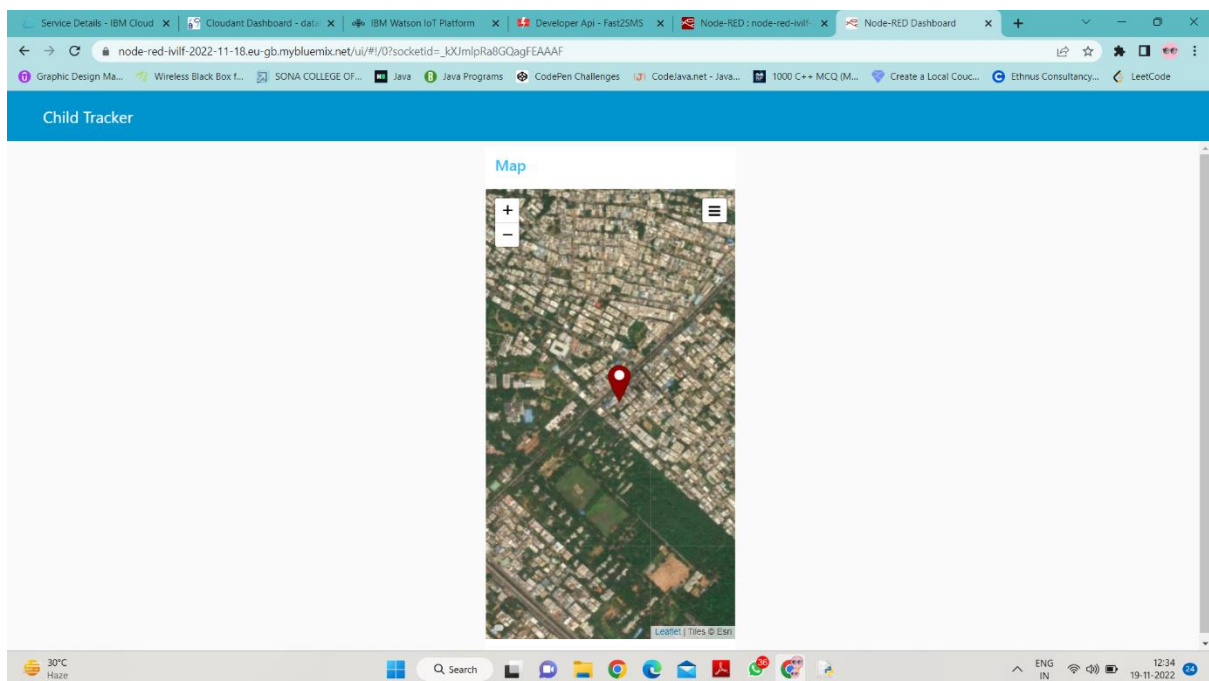 Service Details - IBM Cloud
Cloudant Dashboard - data
IBM Watson IoT Platform
Developer Api - Fast2SMS
Node-RED : node-red-ivilf-
Node-RED Dashboard
node-red-ivilf-2022-11-18.eu-gb.mybluemix.net/ui/#!/0?socketid=_kXJmlpRa8GQagFEAAAF
Graphic Design Ma...
Wireless Black Box f...
SONA COLLEGE OF...
Java
Java Programs
CodePen Challenges
CodeJava.net - Java...
1000 C++ MCQ (M...
Create a Local Couc...
Ethnus Consultancy...
LeetCode
Child Tracker
Map
+
−
Leaflet | Tiles © Esri
30°C
Haze
Search
ENG
IN
12:34
19-11-2022
24